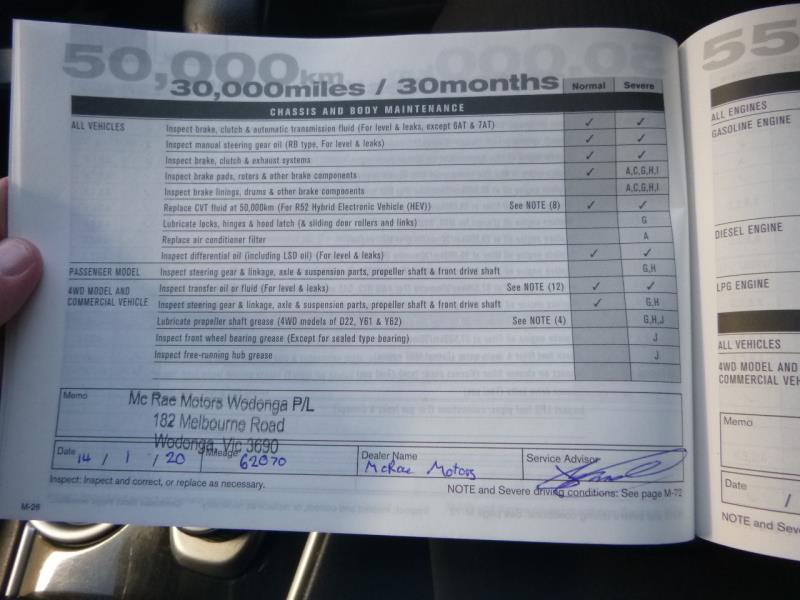 50,000km
30,000miles / 30months
Normal Severe
CHASSIS AND BODY MAINTENANCE
ALL VEHICLES Inspect brake, clutch & automatic transmission fluid (For level & leaks, except 6AT & 7AT) ✓ ✓
Inspect manual steering gear oil (RB type, For level & leaks) ✓ ✓
Inspect brake, clutch & exhaust systems ✓ ✓
Inspect brake pads, rotors & other brake components ✓ A,C,G,H,I
Inspect brake linings, drums & other brake components A,C,G,H,I
Replace CVT fluid at 50,000km (For R52 Hybrid Electronic Vehicle (HEV)) See NOTE (8) ✓ ✓
Lubricate locks, hinges & hood latch (& sliding door rollers and links) G
Replace air conditioner filter A
Inspect differential oil (including LSD oil) (For level & leaks) ✓ ✓
PASSENGER MODEL Inspect steering gear & linkage, axle & suspension parts, propeller shaft & front drive shaft G,H
4WD MODEL AND COMMERCIAL VEHICLE Inspect transfer oil or fluid (For level & leaks) See NOTE (12) ✓ ✓
Inspect steering gear & linkage, axle & suspension parts, propeller shaft & front drive shaft ✓ G,H
Lubricate propeller shaft grease (4WD models of D22, Y61 & Y62) See NOTE (4) G,H,J
Inspect front wheel bearing grease (Except for sealed type bearing) J
Inspect free-running hub grease J
Memo
Mc Rae Motors Wodonga P/L
182 Melbourne Road
Wodonga, Vic 3690
Date 14 / 1 / 20 Mileage 62070 Dealer Name McRae Motors Service Advisor
Inspect: Inspect and correct, or replace as necessary.
NOTE and Severe driving conditions: See page M-72
M-26
55
ALL ENGINES
GASOLINE ENGINE
DIESEL ENGINE
LPG ENGINE
ALL VEHICLES
4WD MODEL AND
COMMERCIAL VEH
Memo
Date /
NOTE and Seve